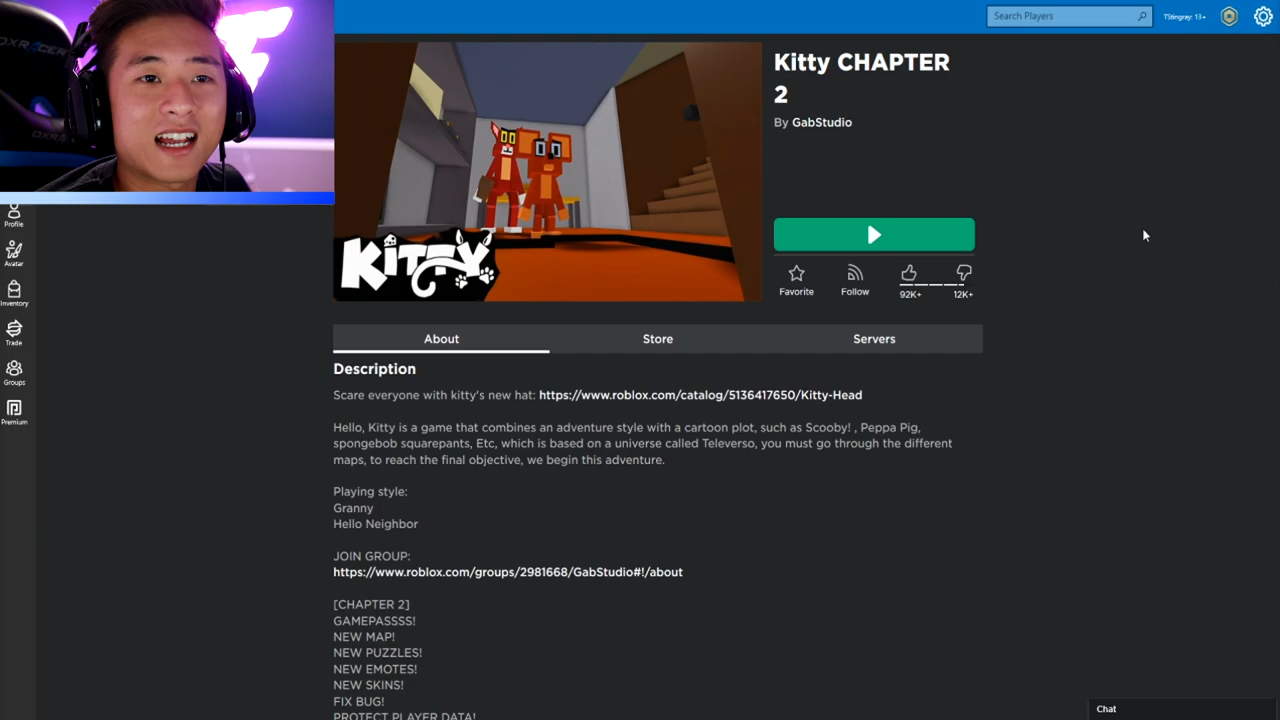 Search Players
TStingray: 13+
DXRACER
Kitty CHAPTER
2
By GabStudio
KITTY
Favorite
Follow
92K+
12K+
Profile
Avatar
Inventory
Trade
Groups
Premium
About
Store
Servers
Description
Scare everyone with kitty's new hat: https://www.roblox.com/catalog/5136417650/Kitty-Head
Hello, Kitty is a game that combines an adventure style with a cartoon plot, such as Scooby! , Peppa Pig,
spongebob squarepants, Etc, which is based on a universe called Televerso, you must go through the different
maps, to reach the final objective, we begin this adventure.
Playing style:
Granny
Hello Neighbor
JOIN GROUP:
https://www.roblox.com/groups/2981668/GabStudio#!/about
[CHAPTER 2]
GAMEPASSSS!
NEW MAP!
NEW PUZZLES!
NEW EMOTES!
NEW SKINS!
FIX BUG!
PROTECT PLAYER DATA!
Chat